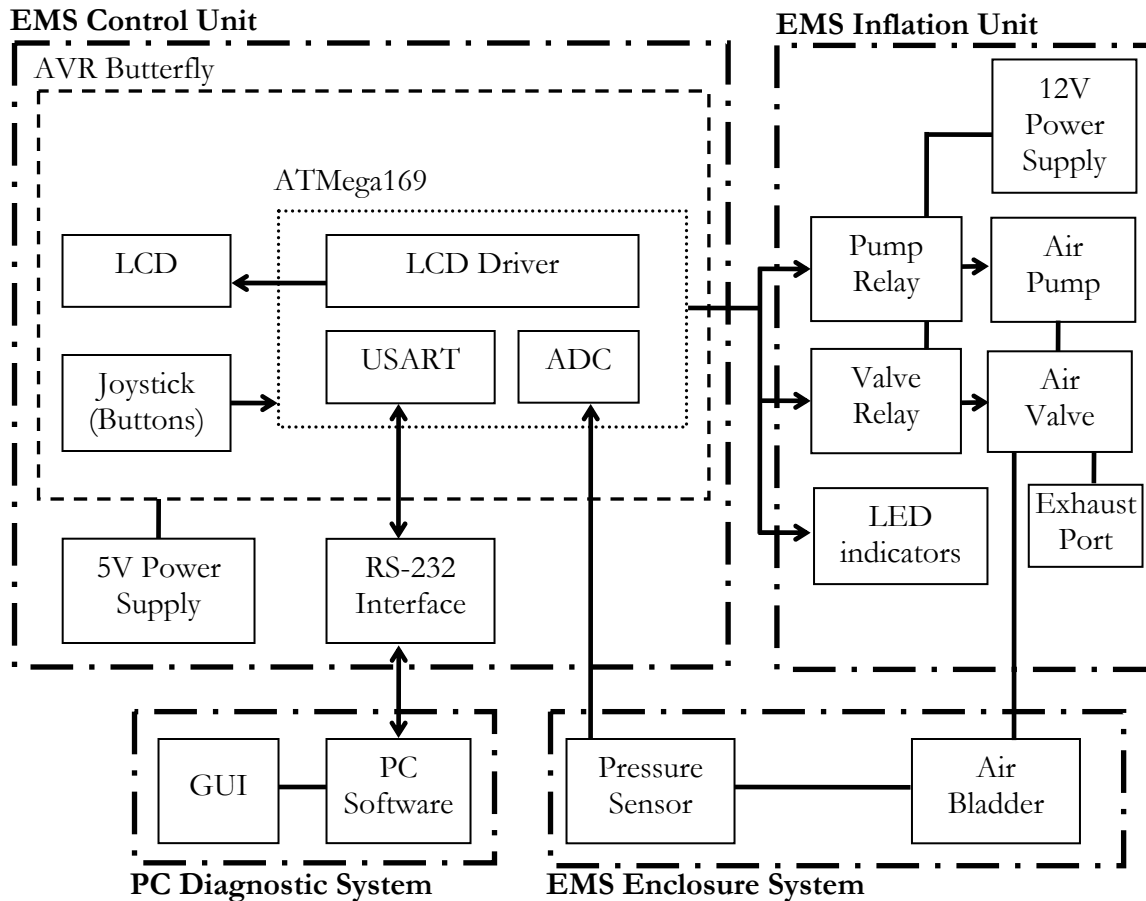 EMS Control Unit
AVR Butterfly
ATMega169
LCD
LCD Driver
USART
ADC
Joystick
(Buttons)
5V Power
Supply
RS-232
Interface
EMS Inflation Unit
12V
Power
Supply
Pump
Relay
Air
Pump
Valve
Relay
Air
Valve
LED
indicators
Exhaust
Port
GUI
PC
Software
PC Diagnostic System
Pressure
Sensor
Air
Bladder
EMS Enclosure System